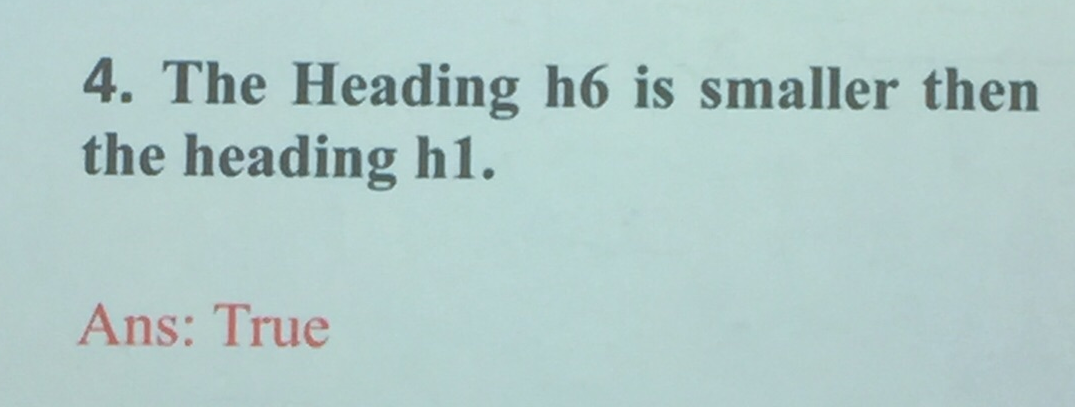 4. The Heading h6 is smaller then
the heading h1.
Ans: True